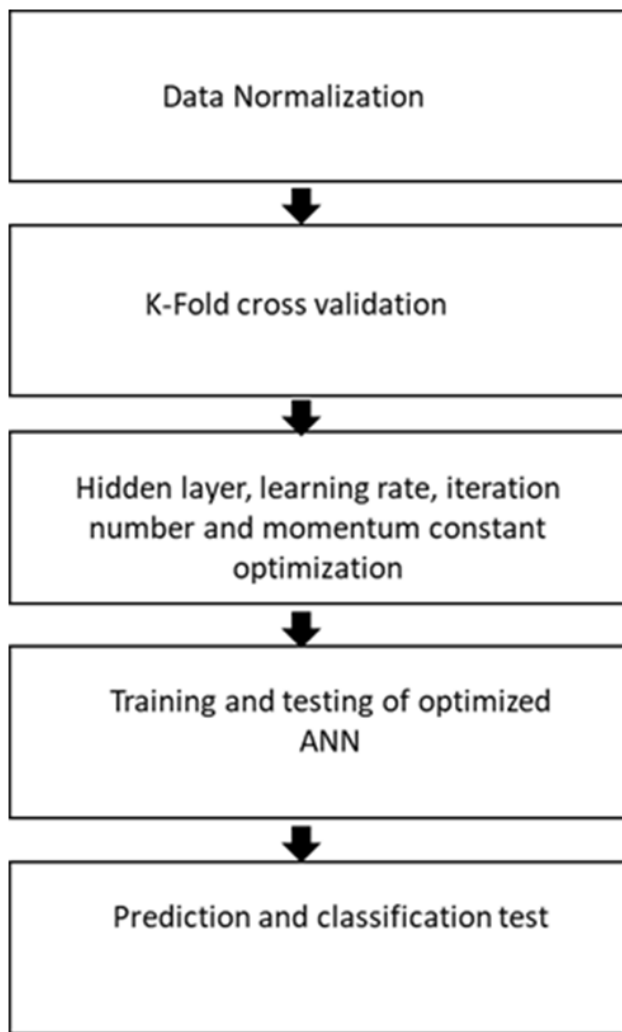 Data Normalization
K-Fold cross validation
Hidden layer, learning rate, iteration
number and momentum constant
optimization
Training and testing of optimized
ANN
Prediction and classification test